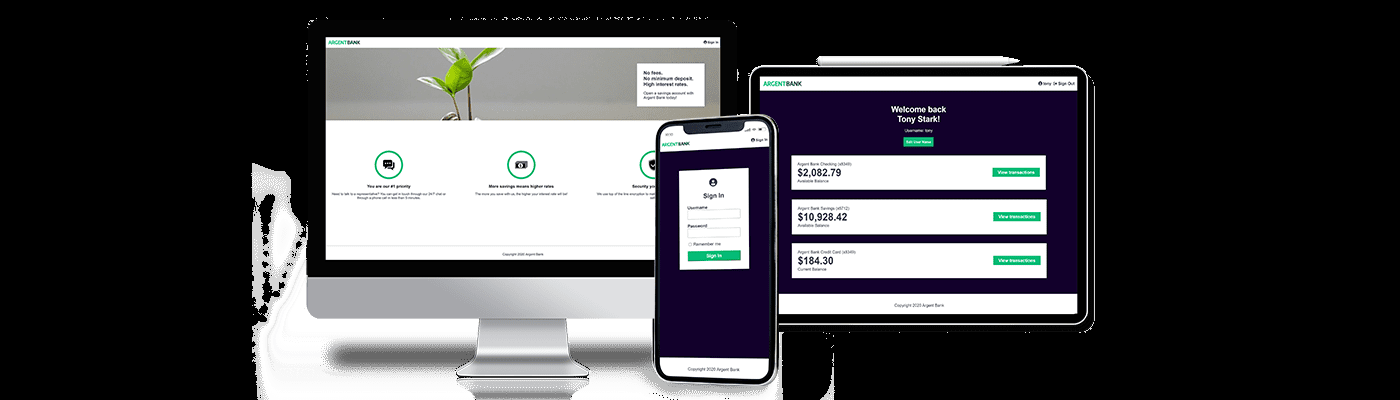 ARGENTBANK
Sign In
No fees.
No minimum deposit.
High interest rates.
Open a savings account with
Argent Bank today!
You are our #1 priority
Need to talk to a representative? You can get in touch through our 24/7 chat or
through a phone call in less than 5 minutes.
More savings means higher rates
The more you save with us, the higher your interest rate will be!
Security yo
We use top of the line encryption to
Copyright 2020 Argent Bank
ARGENTBANK
Sign In
Sign In
Username
Password
Remember me
Sign In
Copyright 2020 Argent Bank
ARGENTBANK
tony Sign Out
Welcome back
Tony Stark!
Username: tony
Edit User Name
Argent Bank Checking (x8349)
$2,082.79
Available Balance
View transactions
Argent Bank Savings (x6712)
$10,928.42
Available Balance
View transactions
Argent Bank Credit Card (x8349)
$184.30
Current Balance
View transactions
Copyright 2020 Argent Bank